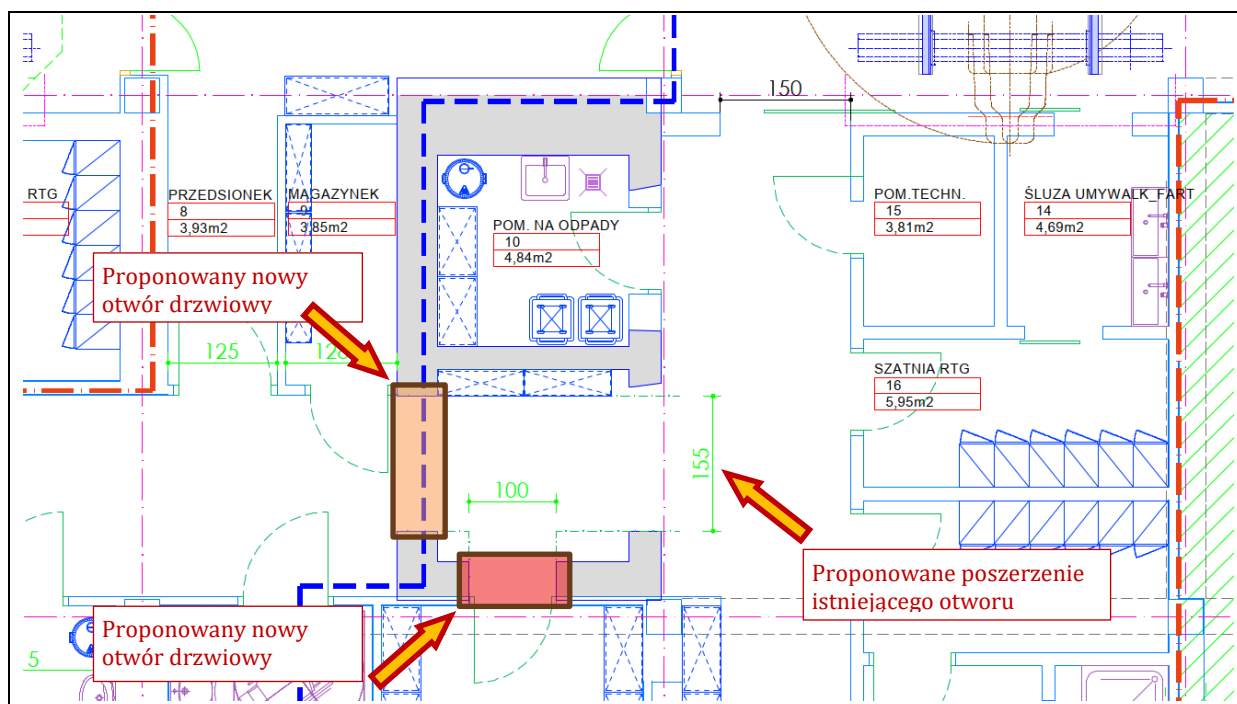 150
RTG
PRZEDSIONEK
8
3,93m2
MAGAZYNEK
9
3,85m2
POM. NA ODPADY
10
4,84m2
POM.TECHN.
15
3,81m2
ŚLUZA UMYWALK_FART
14
4,69m2
Proponowany nowy
otwór drzwiowy
125
SZATNIA RTG
16
5,95m2
155
100
Proponowane poszerzenie
istniejącego otworu
Proponowany nowy
otwór drzwiowy
5